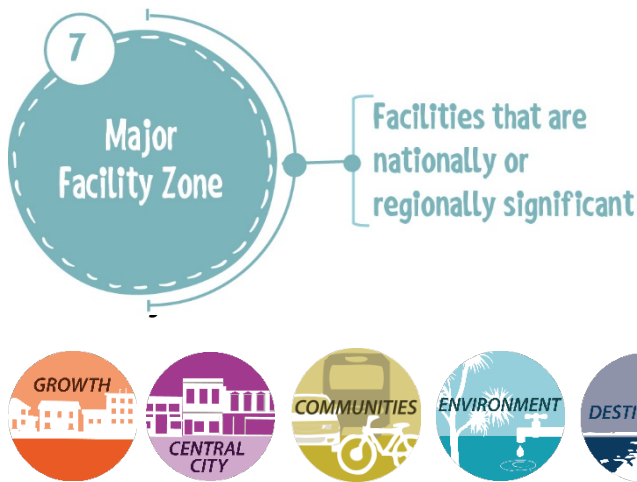 7
Major
Facility Zone
Facilities that are
nationally or
regionally significant
GROWTH
CENTRAL
CITY
COMMUNITIES
ENVIRONMENT